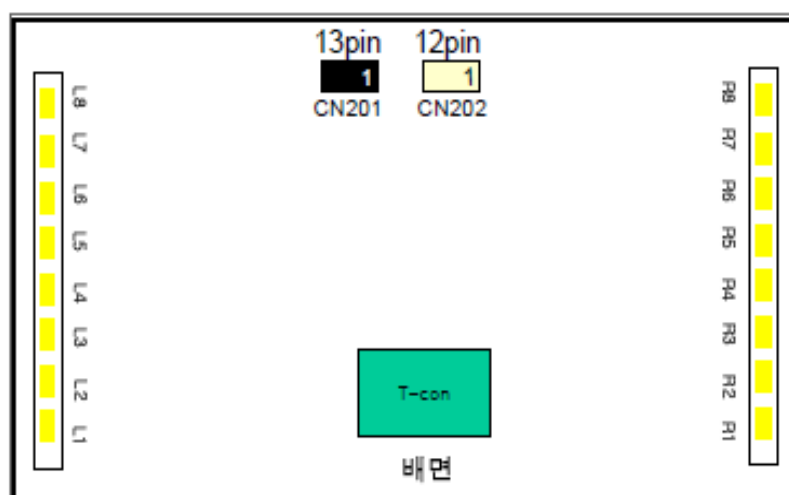 13pin 12pin
1 1
CN201 CN202
L8 R8
L7 R7
L6 R6
L5 R5
L4 R4
L3 R3
L2 R2
L1 R1
T-con
배면